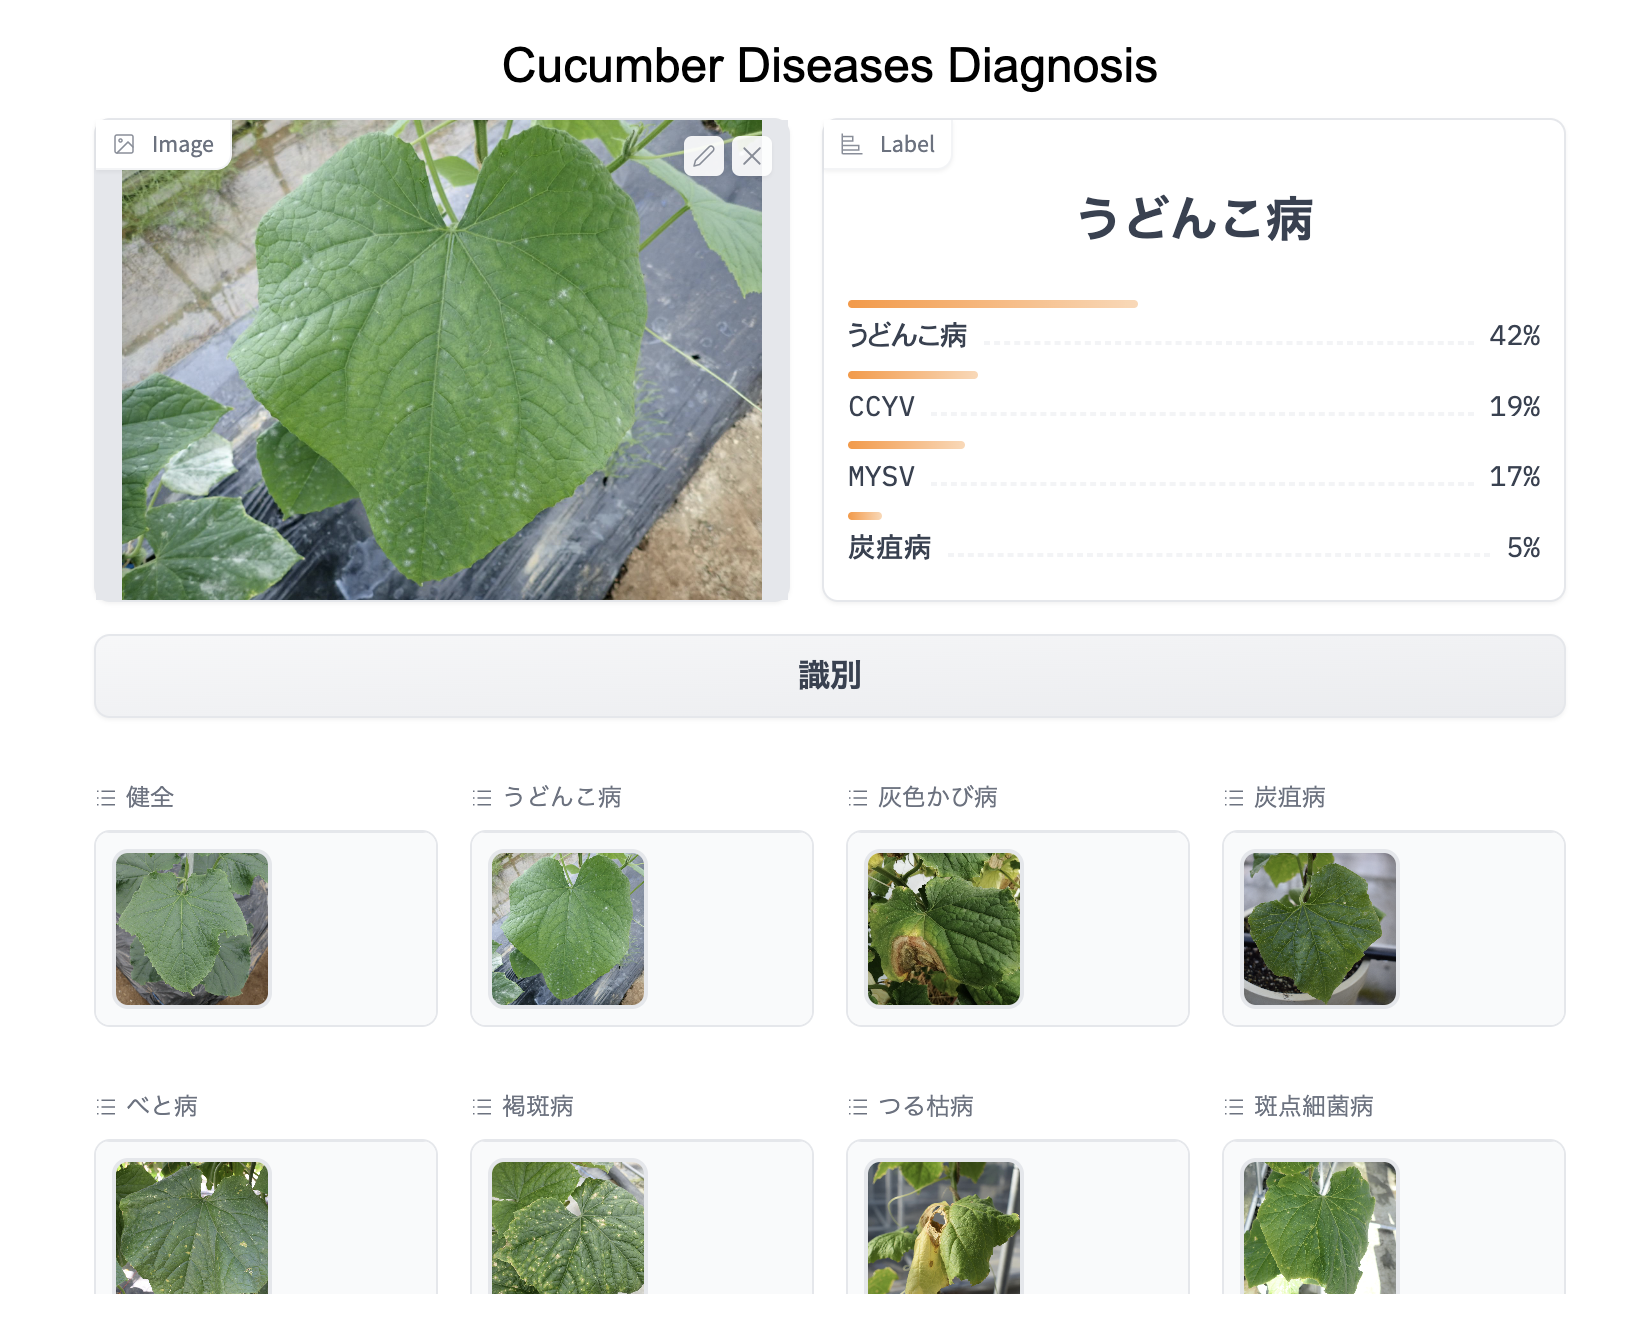 Cucumber Diseases Diagnosis
Image
Label
うどんこ病
うどんこ病 42%
CCYV 19%
MYSV 17%
炭疽病 5%
識別
健全
うどんこ病
灰色かび病
炭疽病
べと病
褐斑病
つる枯病
斑点細菌病